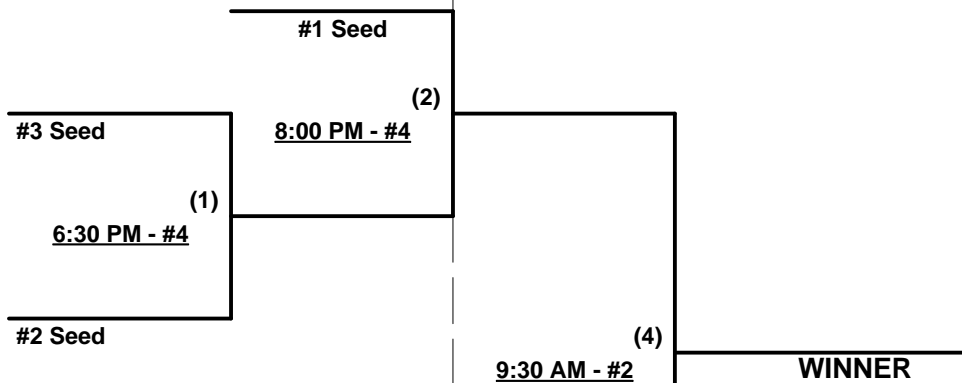 #1 Seed
(2)
8:00 PM - #4
#3 Seed
(1)
6:30 PM - #4
#2 Seed
(4)
9:30 AM - #2
WINNER